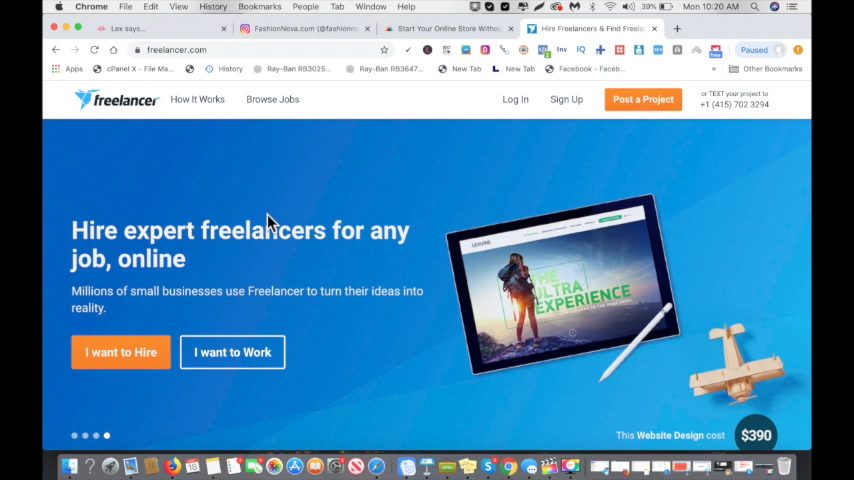 Chrome File Edit View History Bookmarks People Tab Window Help 39% Mon 10:20 AM
Lex says... FashionNova.com (@fashionno Start Your Online Store Withou Hire Freelancers & Find Freelan
freelancer.com Paused
Apps cPanel X - File Ma... History Ray-Ban RB3025... Ray-Ban RB3647... New Tab New Tab Facebook - Faceb... » Other Bookmarks
freelancer How It Works Browse Jobs Log In Sign Up Post a Project or TEXT your project to
+1 (415) 702 3294
Hire expert freelancers for any
job, online
Millions of small businesses use Freelancer to turn their ideas into
reality.
I want to Hire I want to Work
THE
ULTRA
EXPERIENCE
This Website Design cost $390